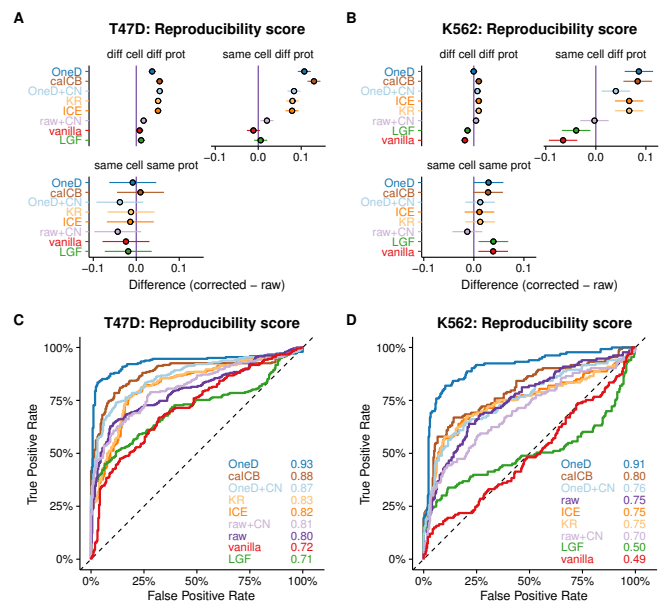 A
T47D: Reproducibility score
diff cell diff prot
same cell diff prot
OneD
caICB
OneD+CN
KR
ICE
raw+CN
vanilla
LGF
−0.1 0.0 0.1
same cell same prot
OneD
caICB
OneD+CN
KR
ICE
raw+CN
vanilla
LGF
−0.1 0.0 0.1
Difference (corrected − raw)
B
K562: Reproducibility score
diff cell diff prot
same cell diff prot
OneD
caICB
OneD+CN
ICE
KR
raw+CN
LGF
vanilla
−0.1 0.0 0.1
same cell same prot
OneD
caICB
OneD+CN
ICE
KR
raw+CN
LGF
vanilla
−0.1 0.0 0.1
Difference (corrected − raw)
C
T47D: Reproducibility score
True Positive Rate
100%
75%
50%
25%
0%
OneD 0.93
caICB 0.88
OneD+CN 0.87
KR 0.83
ICE 0.82
raw+CN 0.81
raw 0.80
vanilla 0.72
LGF 0.71
0% 25% 50% 75% 100%
False Positive Rate
D
K562: Reproducibility score
True Positive Rate
100%
75%
50%
25%
0%
OneD 0.91
caICB 0.80
OneD+CN 0.76
raw 0.75
ICE 0.75
KR 0.75
raw+CN 0.70
LGF 0.50
vanilla 0.49
0% 25% 50% 75% 100%
False Positive Rate